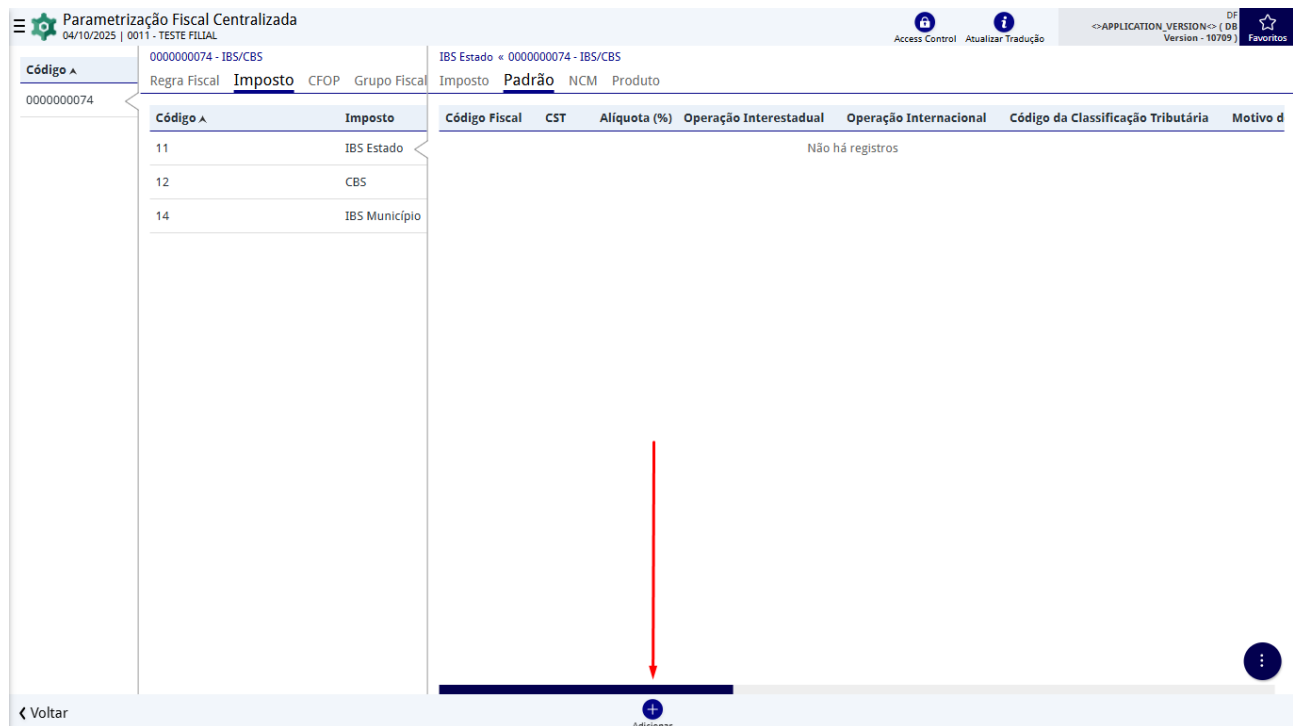 Parametrização Fiscal Centralizada
04/10/2025 | 0011 - TESTE FILIAL
Access Control
Atualizar Tradução
DF
<>APPLICATION_VERSION<> ( DB
Version - 10709 )
Favoritos
Código
0000000074
0000000074 - IBS/CBS
Regra Fiscal Imposto CFOP Grupo Fiscal
Código Imposto
11 IBS Estado
12 CBS
14 IBS Município
IBS Estado « 0000000074 - IBS/CBS
Imposto Padrão NCM Produto
Código Fiscal CST Alíquota (%) Operação Interestadual Operação Internacional Código da Classificação Tributária Motivo d
Não há registros
Voltar
Adicionar